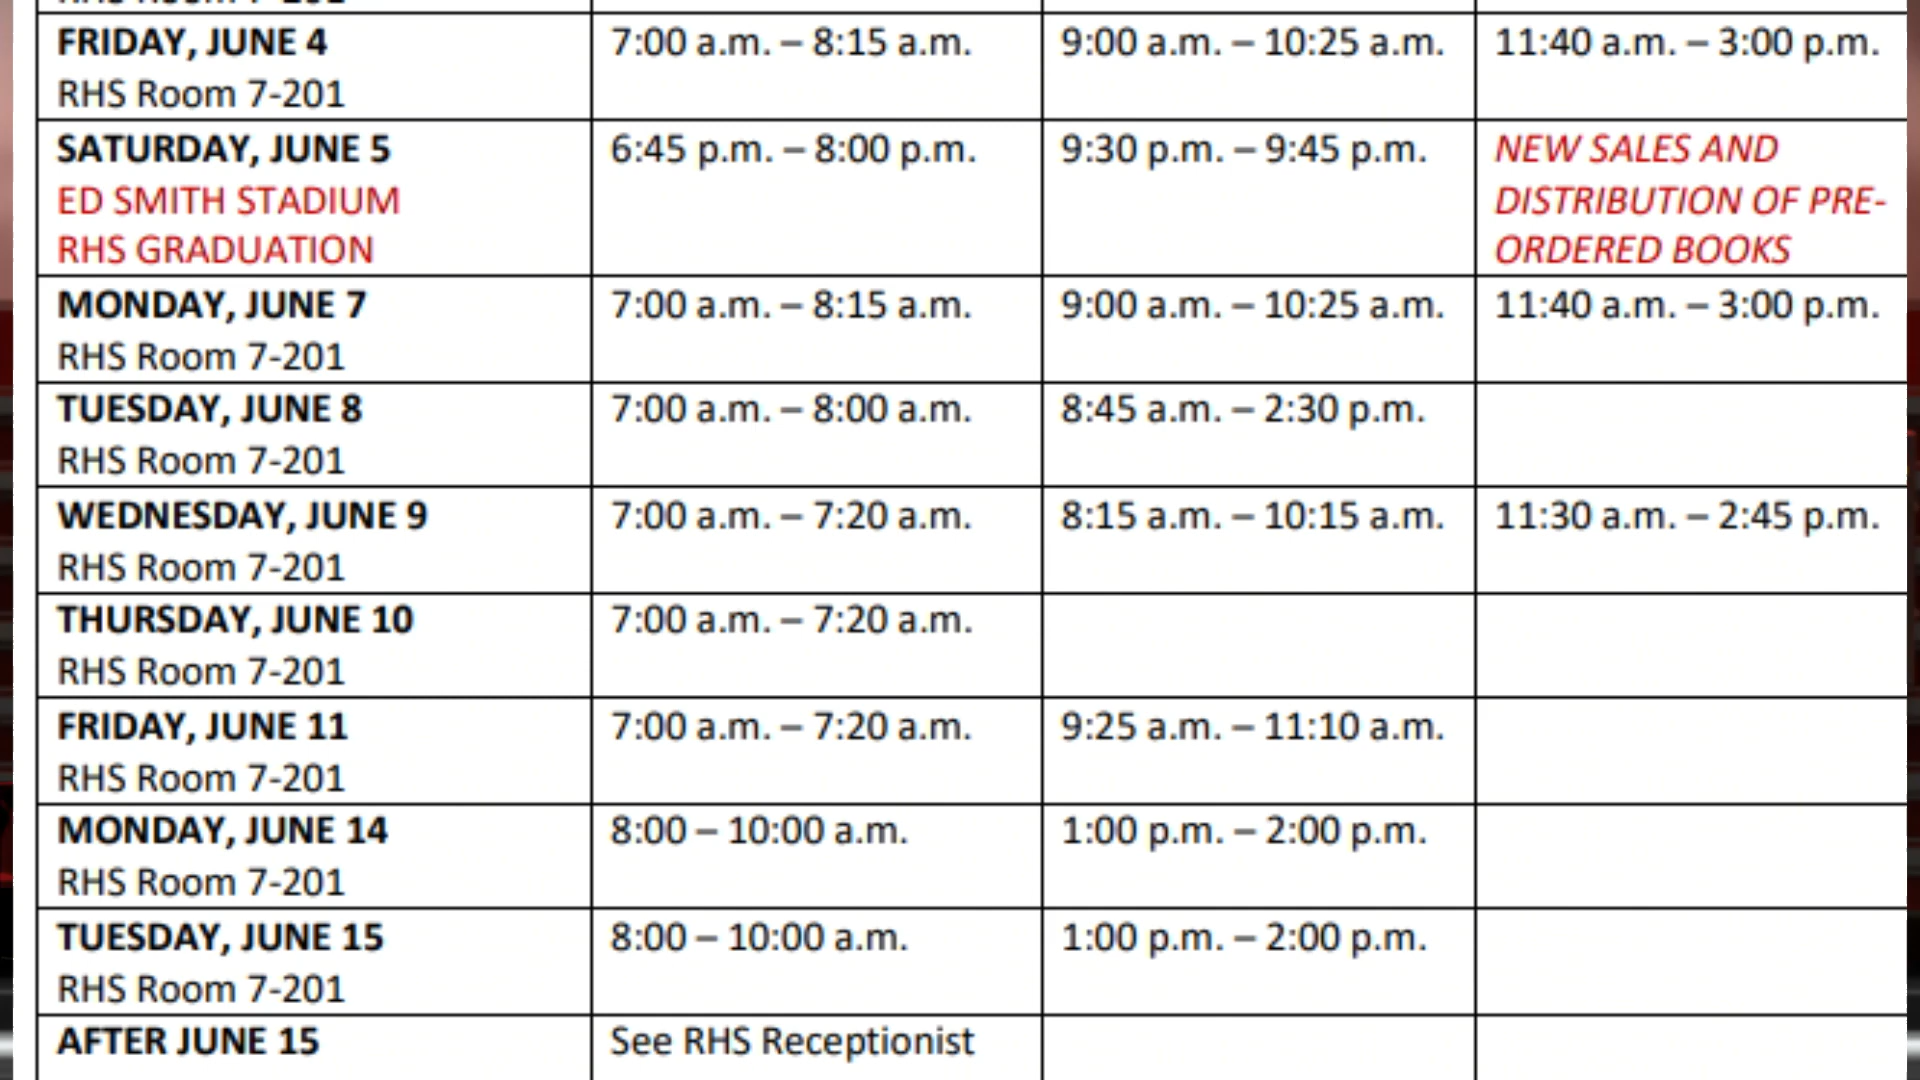 RHS Room 7-201
FRIDAY, JUNE 4
7:00 a.m. – 8:15 a.m.
9:00 a.m. – 10:25 a.m.
11:40 a.m. – 3:00 p.m.
RHS Room 7-201
SATURDAY, JUNE 5
6:45 p.m. – 8:00 p.m.
9:30 p.m. – 9:45 p.m.
NEW SALES AND
ED SMITH STADIUM
DISTRIBUTION OF PRE-
RHS GRADUATION
ORDERED BOOKS
MONDAY, JUNE 7
7:00 a.m. – 8:15 a.m.
9:00 a.m. – 10:25 a.m.
11:40 a.m. – 3:00 p.m.
RHS Room 7-201
TUESDAY, JUNE 8
7:00 a.m. – 8:00 a.m.
8:45 a.m. – 2:30 p.m.
RHS Room 7-201
WEDNESDAY, JUNE 9
7:00 a.m. – 7:20 a.m.
8:15 a.m. – 10:15 a.m.
11:30 a.m. – 2:45 p.m.
RHS Room 7-201
THURSDAY, JUNE 10
7:00 a.m. – 7:20 a.m.
RHS Room 7-201
FRIDAY, JUNE 11
7:00 a.m. – 7:20 a.m.
9:25 a.m. – 11:10 a.m.
RHS Room 7-201
MONDAY, JUNE 14
8:00 – 10:00 a.m.
1:00 p.m. – 2:00 p.m.
RHS Room 7-201
TUESDAY, JUNE 15
8:00 – 10:00 a.m.
1:00 p.m. – 2:00 p.m.
RHS Room 7-201
AFTER JUNE 15
See RHS Receptionist